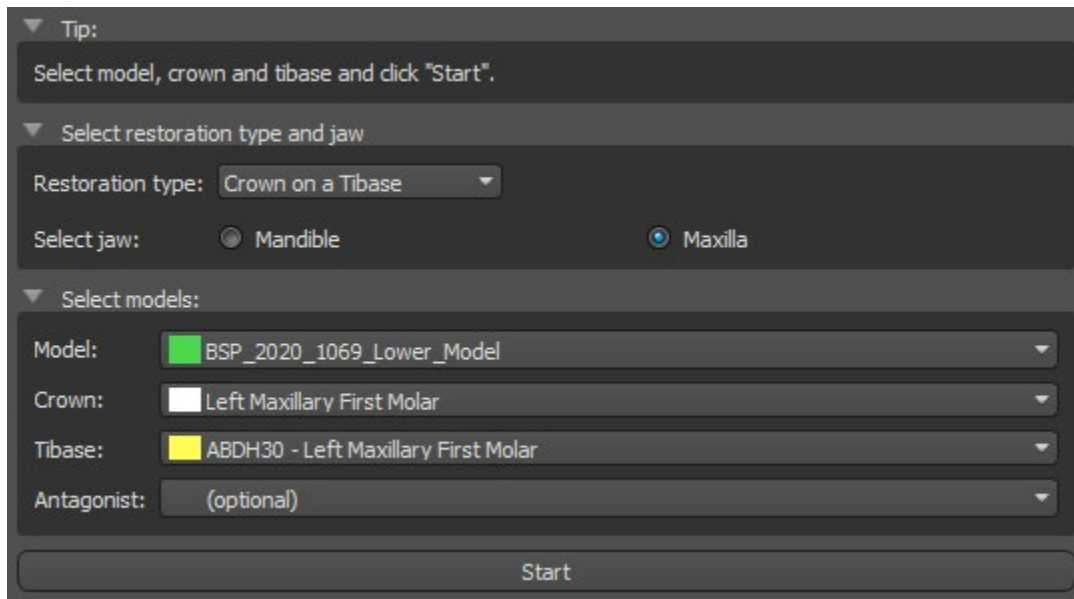 Tip:
Select model, crown and tibase and click "Start".
Select restoration type and jaw
Restoration type: Crown on a Tibase
Select jaw: Mandible Maxilla
Select models:
Model: BSP_2020_1069_Lower_Model
Crown: Left Maxillary First Molar
Tibase: ABDH30 - Left Maxillary First Molar
Antagonist: (optional)
Start